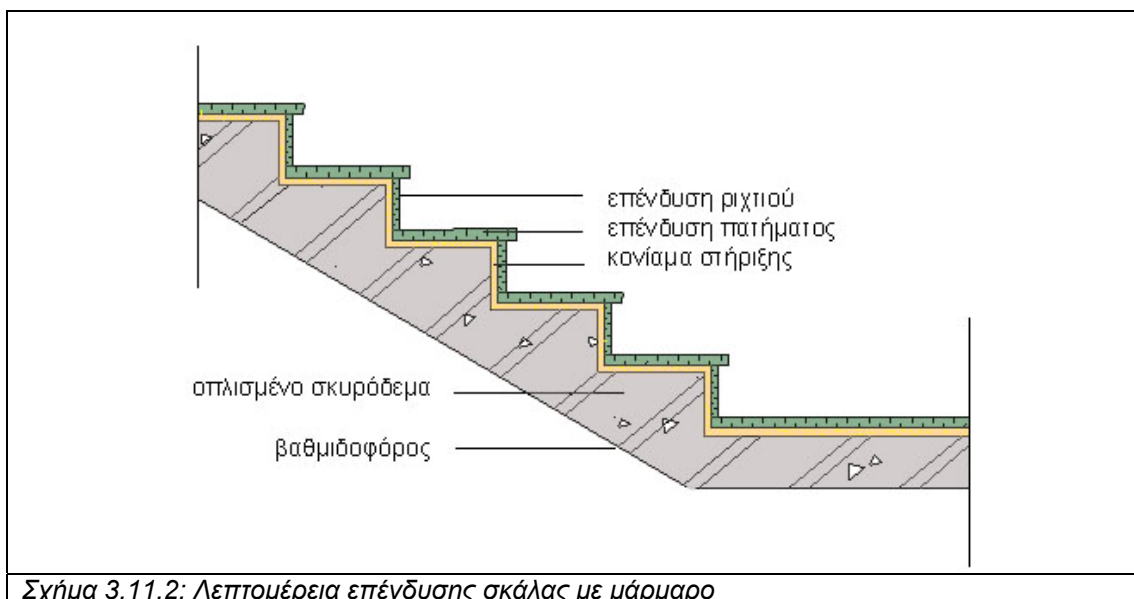 επένδυση ριχτιού
επένδυση πατήματος
κονίαμα στήριξης
οπλισμένο σκυρόδεμα
βαθμιδοφόρος
Σχήμα 3.11.2: Λεπτομέρεια επένδυσης σκάλας με μάρμαρο